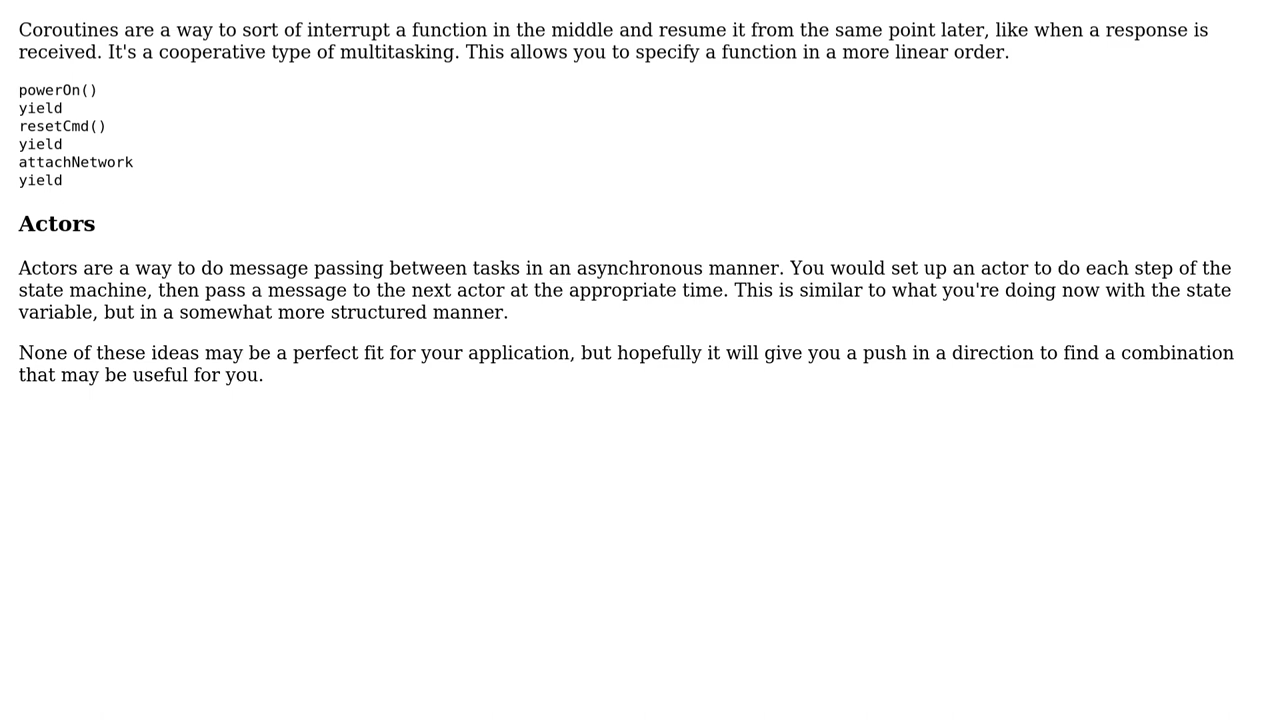 Coroutines are a way to sort of interrupt a function in the middle and resume it from the same point later, like when a response is
received. It's a cooperative type of multitasking. This allows you to specify a function in a more linear order.
powerOn()
yield
resetCmd()
yield
attachNetwork
yield
Actors
Actors are a way to do message passing between tasks in an asynchronous manner. You would set up an actor to do each step of the
state machine, then pass a message to the next actor at the appropriate time. This is similar to what you're doing now with the state
variable, but in a somewhat more structured manner.
None of these ideas may be a perfect fit for your application, but hopefully it will give you a push in a direction to find a combination
that may be useful for you.